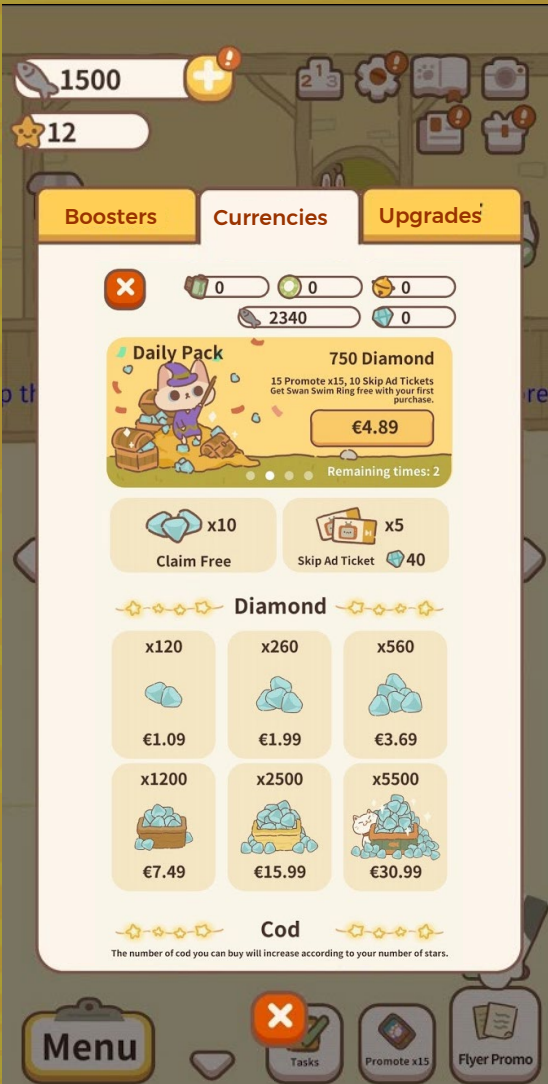 1500
12
2 1 3
Boosters
Currencies
Upgrades
0
0
0
2340
0
Daily Pack
750 Diamond
15 Promote x15, 10 Skip Ad Tickets
Get Swan Swim Ring free with your first
purchase.
€4.89
Remaining times: 2
x10
Claim Free
x5
Skip Ad Ticket
40
Diamond
x120
x260
x560
€1.09
€1.99
€3.69
x1200
x2500
x5500
€7.49
€15.99
€30.99
Cod
The number of cod you can buy will increase according to your number of stars.
Menu
Tasks
Promote x15
Flyer Promo